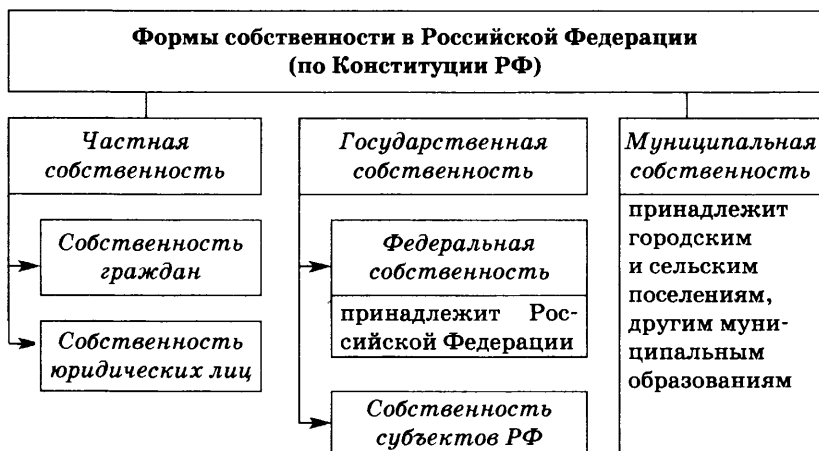 Формы собственности в Российской Федерации
(по Конституции РФ)
Частная
собственность
Собственность
граждан
Собственность
юридических лиц
Государственная
собственность
Федеральная
собственность
принадлежит Рос-
сийской Федерации
Собственность
субъектов РФ
Муниципальная
собственность
принадлежит
городским
и сельским
поселениям,
другим муни-
ципальным
образованиям